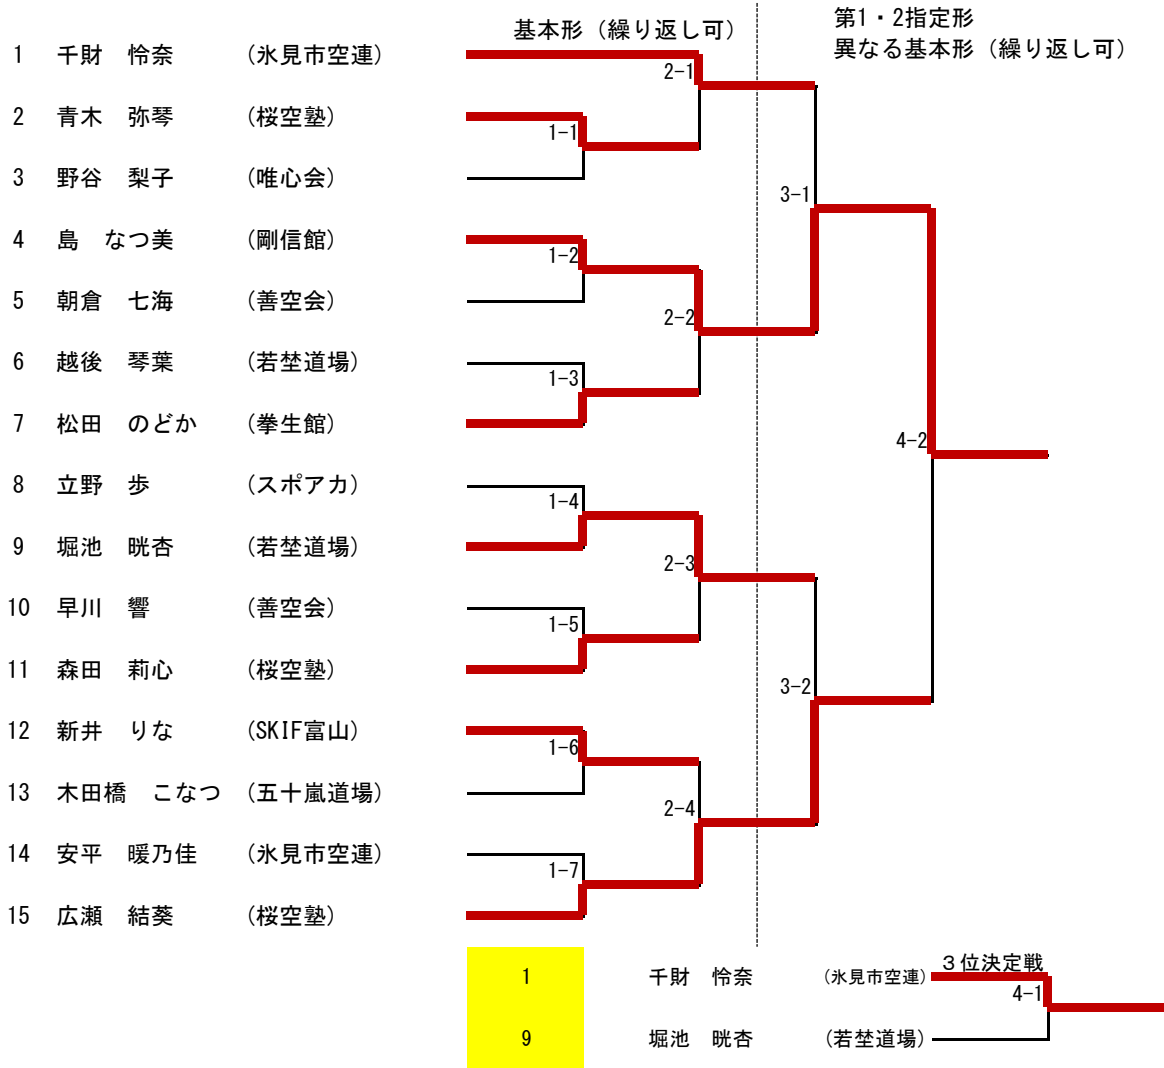 基本形（繰り返し可）
第1・2指定形
異なる基本形（繰り返し可）
1 千財　怜奈 (氷見市空連)
2-1
2 青木　弥琴 (桜空塾)
1-1
3 野谷　梨子 (唯心会)
3-1
4 島　なつ美 (剛信館)
1-2
5 朝倉　七海 (善空会)
2-2
6 越後　琴葉 (若埜道場)
1-3
7 松田　のどか (拳生館)
4-2
8 立野　歩 (スポアカ)
1-4
9 堀池　晄杏 (若埜道場)
2-3
10 早川　響 (善空会)
1-5
11 森田　莉心 (桜空塾)
3-2
12 新井　りな (SKIF富山)
1-6
13 木田橋　こなつ (五十嵐道場)
2-4
14 安平　暖乃佳 (氷見市空連)
1-7
15 広瀬　結葵 (桜空塾)
３位決定戦
1 千財　怜奈 (氷見市空連)
4-1
9 堀池　晄杏 (若埜道場)